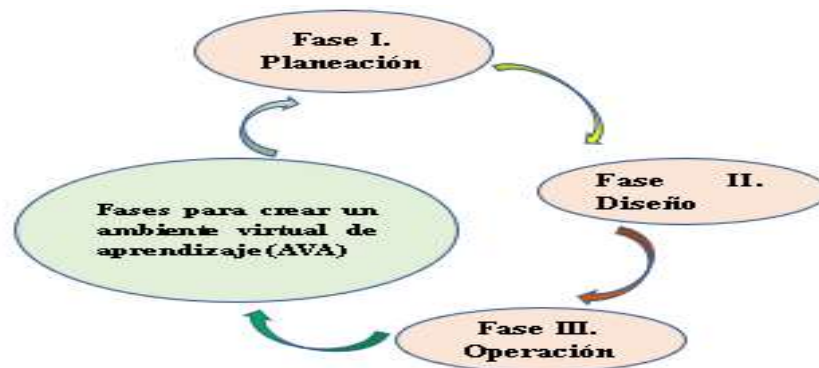 Fase I.
Planeación
Fase II.
Diseño
Fases para crear un
ambiente virtual de
aprendizaje(AVA)
Fase III.
Operación